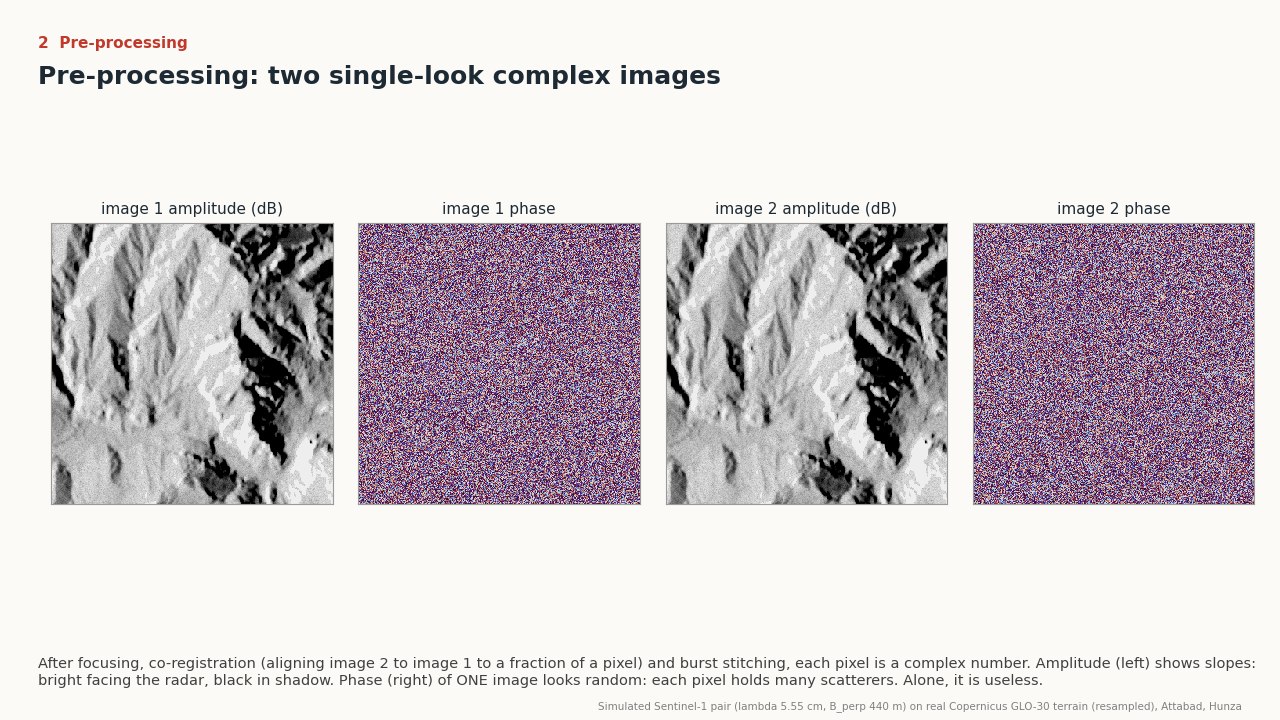 2 Pre-processing
Pre-processing: two single-look complex images
image 1 amplitude (dB)
image 1 phase
image 2 amplitude (dB)
image 2 phase
After focusing, co-registration (aligning image 2 to image 1 to a fraction of a pixel) and burst stitching, each pixel is a complex number. Amplitude (left) shows slopes:
bright facing the radar, black in shadow. Phase (right) of ONE image looks random: each pixel holds many scatterers. Alone, it is useless.
Simulated Sentinel-1 pair (lambda 5.55 cm, B_perp 440 m) on real Copernicus GLO-30 terrain (resampled), Attabad, Hunza